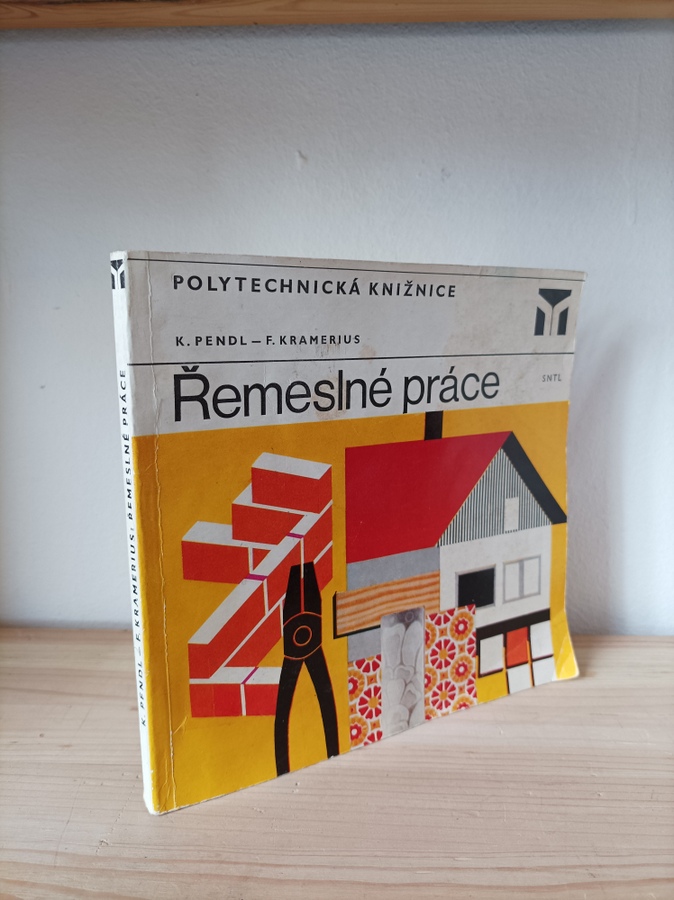 POLYTECHNICKÁ KNIŽNICE
K. PENDL – F. KRAMERIUS
Řemeslné práce
SNTL
K. PENDL – F. KRAMERIUS: ŘEMESLNÉ PRÁCE